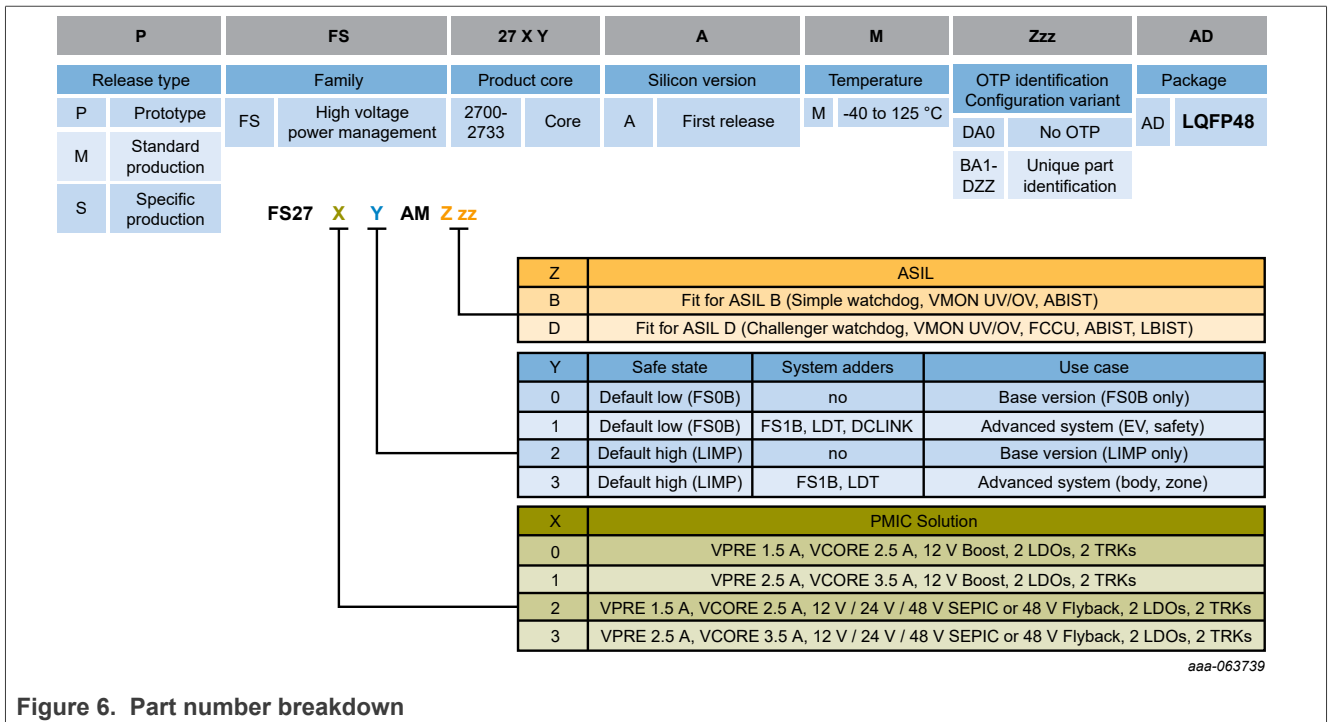 P FS 27 X Y A M Zzz AD
Release type Family Product core Silicon version Temperature OTP identification Configuration variant Package
P Prototype
M Standard production
S Specific production
FS High voltage power management
2700-2733 Core
A First release
M -40 to 125 °C
DA0 No OTP
BA1-DZZ Unique part identification
AD LQFP48
FS27 X Y AM Z zz
Z ASIL
B Fit for ASIL B (Simple watchdog, VMON UV/OV, ABIST)
D Fit for ASIL D (Challenger watchdog, VMON UV/OV, FCCU, ABIST, LBIST)
Y Safe state System adders Use case
0 Default low (FS0B) no Base version (FS0B only)
1 Default low (FS0B) FS1B, LDT, DCLINK Advanced system (EV, safety)
2 Default high (LIMP) no Base version (LIMP only)
3 Default high (LIMP) FS1B, LDT Advanced system (body, zone)
X PMIC Solution
0 VPRE 1.5 A, VCORE 2.5 A, 12 V Boost, 2 LDOs, 2 TRKs
1 VPRE 2.5 A, VCORE 3.5 A, 12 V Boost, 2 LDOs, 2 TRKs
2 VPRE 1.5 A, VCORE 2.5 A, 12 V / 24 V / 48 V SEPIC or 48 V Flyback, 2 LDOs, 2 TRKs
3 VPRE 2.5 A, VCORE 3.5 A, 12 V / 24 V / 48 V SEPIC or 48 V Flyback, 2 LDOs, 2 TRKs
aaa-063739
Figure 6. Part number breakdown